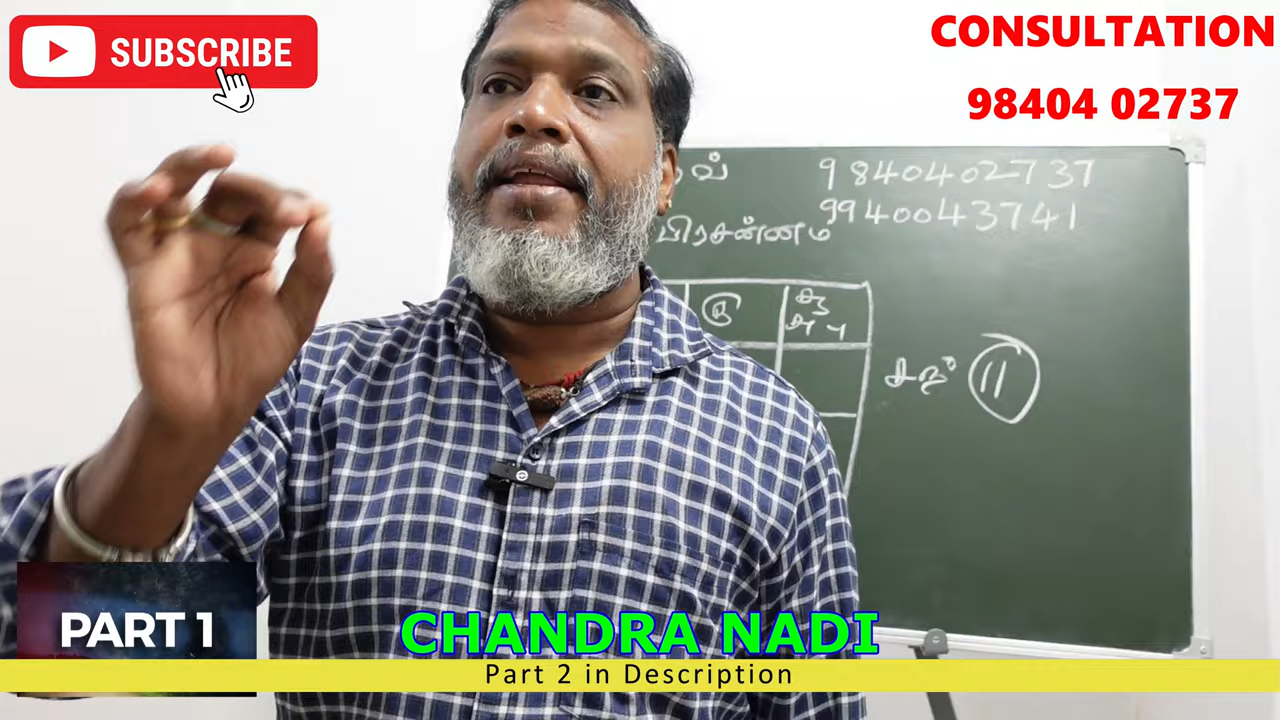 SUBSCRIBE
CONSULTATION
98404 02737
9840402737
பிரசன்னம்
9940043741
11
PART 1
CHANDRA NADI
Part 2 in Description